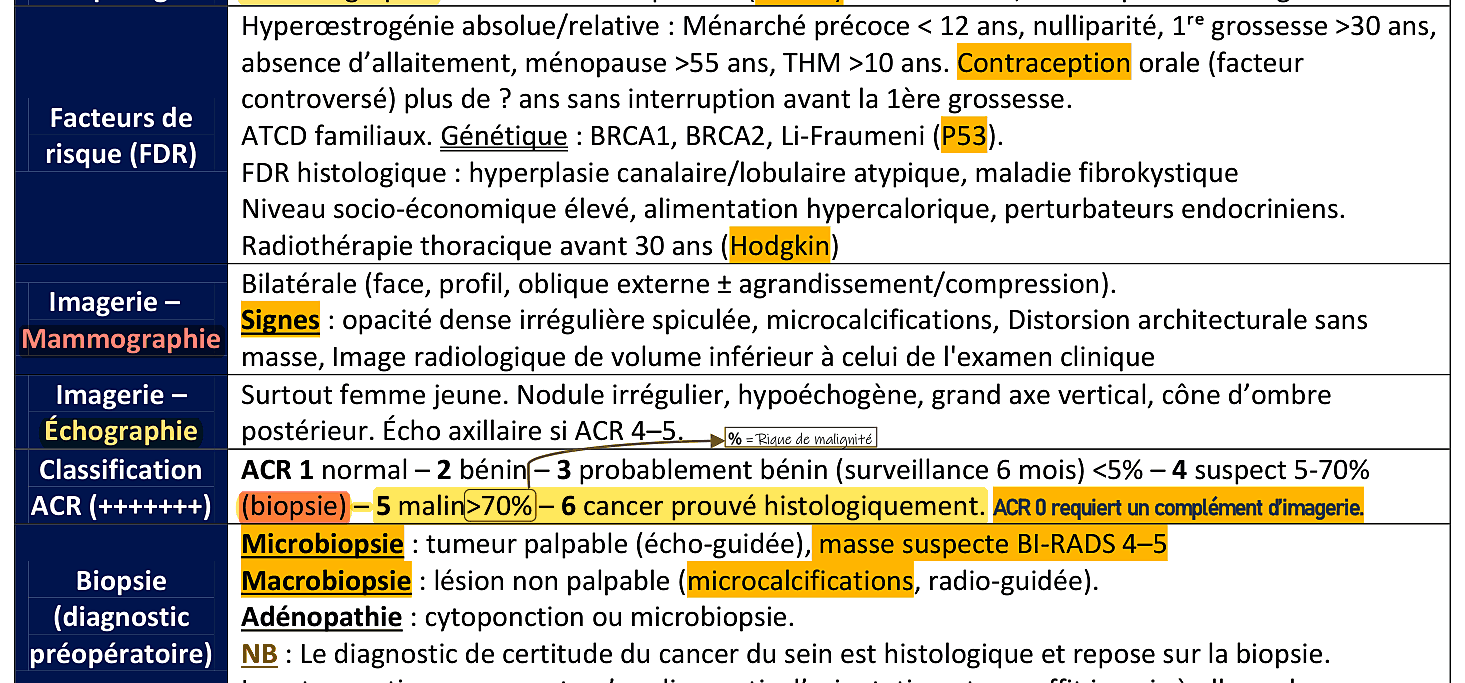 Hyperœstrogénie absolue/relative : Ménarché précoce < 12 ans, nulliparité, 1ʳᵉ grossesse >30 ans,
absence d’allaitement, ménopause >55 ans, THM >10 ans. Contraception orale (facteur
controversé) plus de ? ans sans interruption avant la 1ère grossesse.
Facteurs de
risque (FDR)
ATCD familiaux. Génétique : BRCA1, BRCA2, Li-Fraumeni (P53).
FDR histologique : hyperplasie canalaire/lobulaire atypique, maladie fibrokystique
Niveau socio-économique élevé, alimentation hypercalorique, perturbateurs endocriniens.
Radiothérapie thoracique avant 30 ans (Hodgkin)
Imagerie –
Mammographie
Bilatérale (face, profil, oblique externe ± agrandissement/compression).
Signes : opacité dense irrégulière spiculée, microcalcifications, Distorsion architecturale sans
masse, Image radiologique de volume inférieur à celui de l'examen clinique
Imagerie –
Échographie
Surtout femme jeune. Nodule irrégulier, hypoéchogène, grand axe vertical, cône d’ombre
postérieur. Écho axillaire si ACR 4–5.
% = Rique de malignité
Classification
ACR (+++++++)
ACR 1 normal – 2 bénin – 3 probablement bénin (surveillance 6 mois) <5% – 4 suspect 5-70%
(biopsie) – 5 malin >70% – 6 cancer prouvé histologiquement. ACR 0 requiert un complément d’imagerie.
Biopsie
(diagnostic
préopératoire)
Microbiopsie : tumeur palpable (écho-guidée), masse suspecte BI-RADS 4–5
Macrobiopsie : lésion non palpable (microcalcifications, radio-guidée).
Adénopathie : cytoponction ou microbiopsie.
NB : Le diagnostic de certitude du cancer du sein est histologique et repose sur la biopsie.